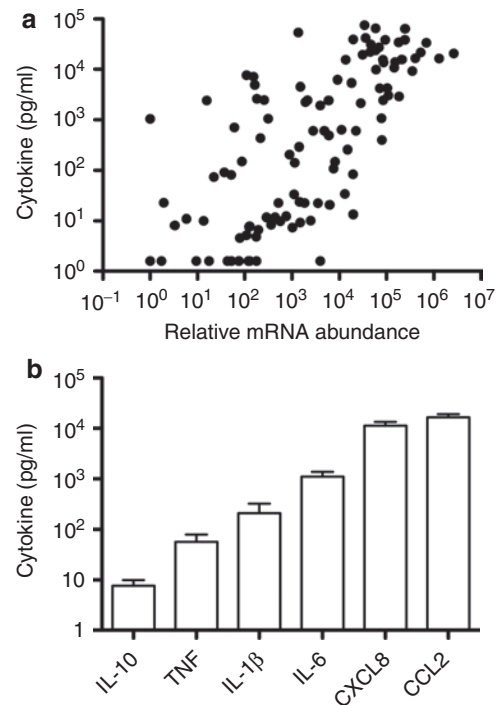 a
Cytokine (pg/ml)
10⁵
10⁴
10³
10²
10¹
10⁰
10⁻¹ 10⁰ 10¹ 10² 10³ 10⁴ 10⁵ 10⁶ 10⁷
Relative mRNA abundance
b
Cytokine (pg/ml)
10⁵
10⁴
10³
10²
10
1
IL-10 TNF IL-1β IL-6 CXCL8 CCL2